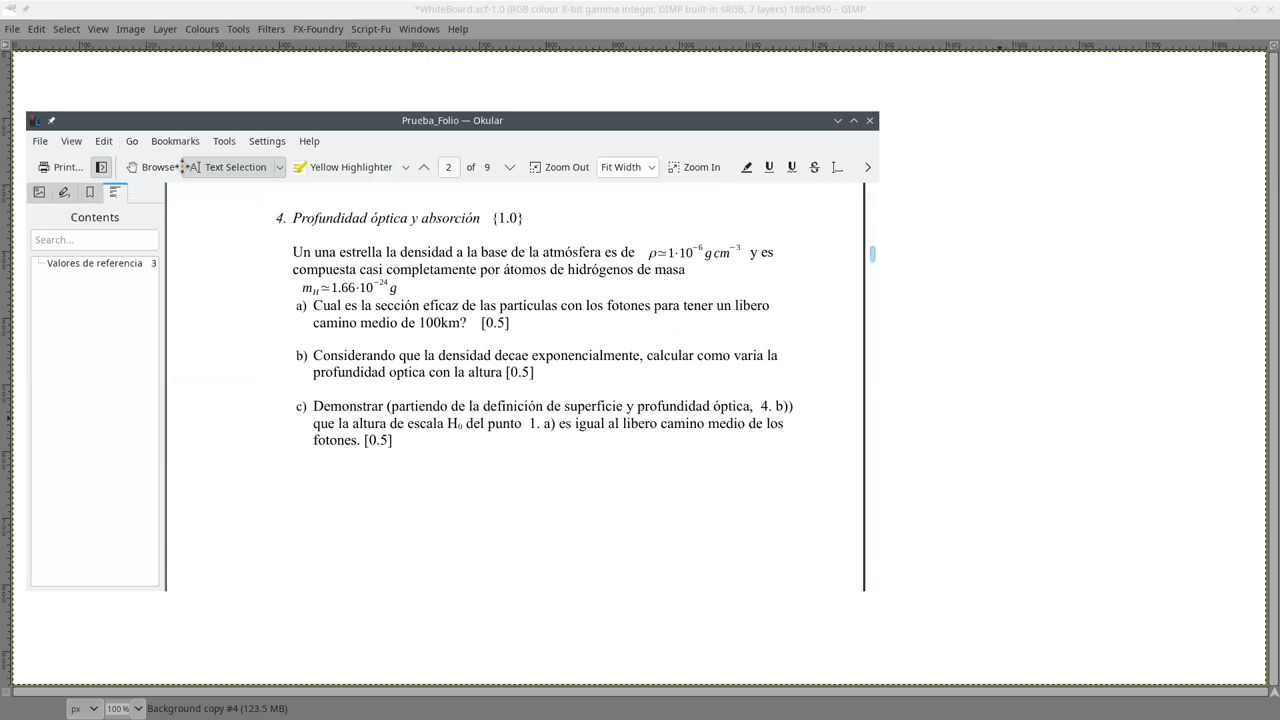 *WhiteBoard.xcf-1.0 (RGB colour 8-bit gamma integer, GIMP built-in sRGB, 7 layers) 1880x950 – GIMP
File Edit Select View Image Layer Colours Tools Filters FX-Foundry Script-Fu Windows Help
Prueba_Folio — Okular
File View Edit Go Bookmarks Tools Settings Help
Print... Browse Text Selection Yellow Highlighter 2 of 9 Zoom Out Fit Width Zoom In
Contents
Search...
Valores de referencia 3
4. Profundidad óptica y absorción {1.0}
Un una estrella la densidad a la base de la atmósfera es de ρ≃1·10⁻⁶ g cm⁻³ y es
compuesta casi completamente por átomos de hidrógenos de masa
m_H≃1.66·10⁻²⁴ g
a) Cual es la sección eficaz de las partículas con los fotones para tener un libero
camino medio de 100km? [0.5]
b) Considerando que la densidad decae exponencialmente, calcular como varia la
profundidad optica con la altura [0.5]
c) Demonstrar (partiendo de la definición de superficie y profundidad óptica, 4. b))
que la altura de escala H₀ del punto 1. a) es igual al libero camino medio de los
fotones. [0.5]
px 100 % Background copy #4 (123.5 MB)